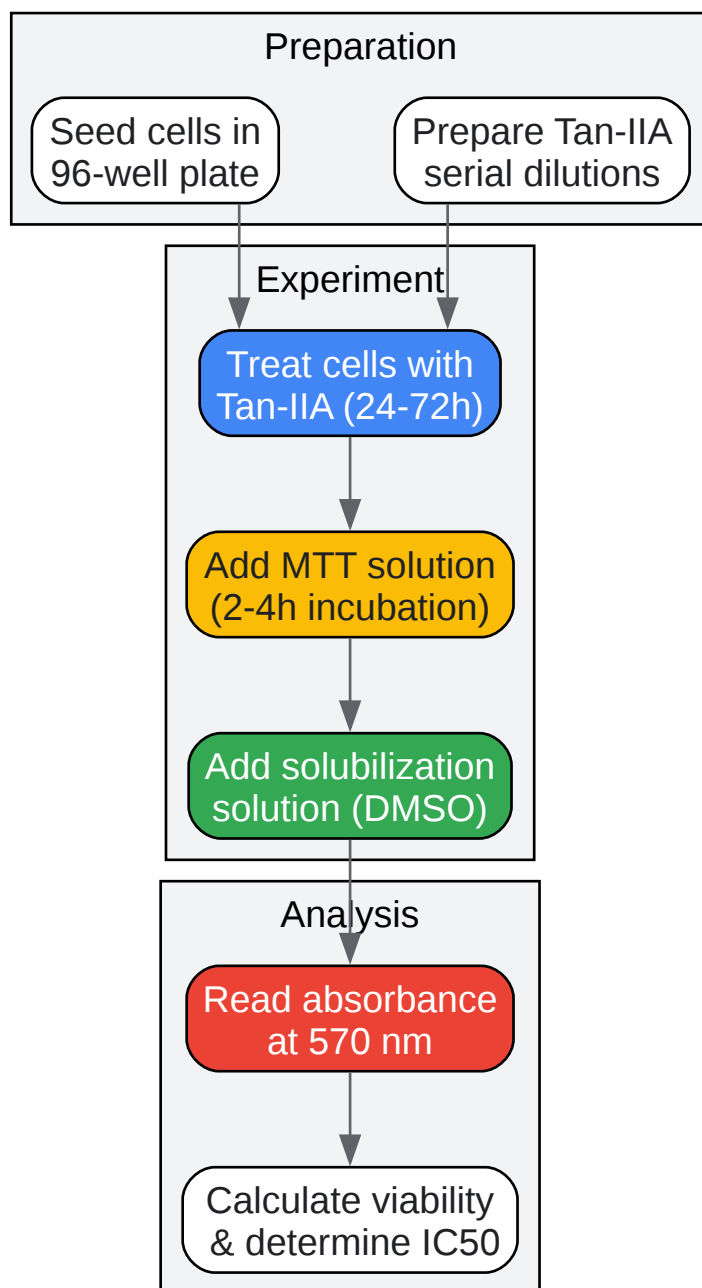 Preparation
Seed cells in
96-well plate
Prepare Tan-IIA
serial dilutions
Experiment
Treat cells with
Tan-IIA (24-72h)
Add MTT solution
(2-4h incubation)
Add solubilization
solution (DMSO)
Analysis
Read absorbance
at 570 nm
Calculate viability
& determine IC50